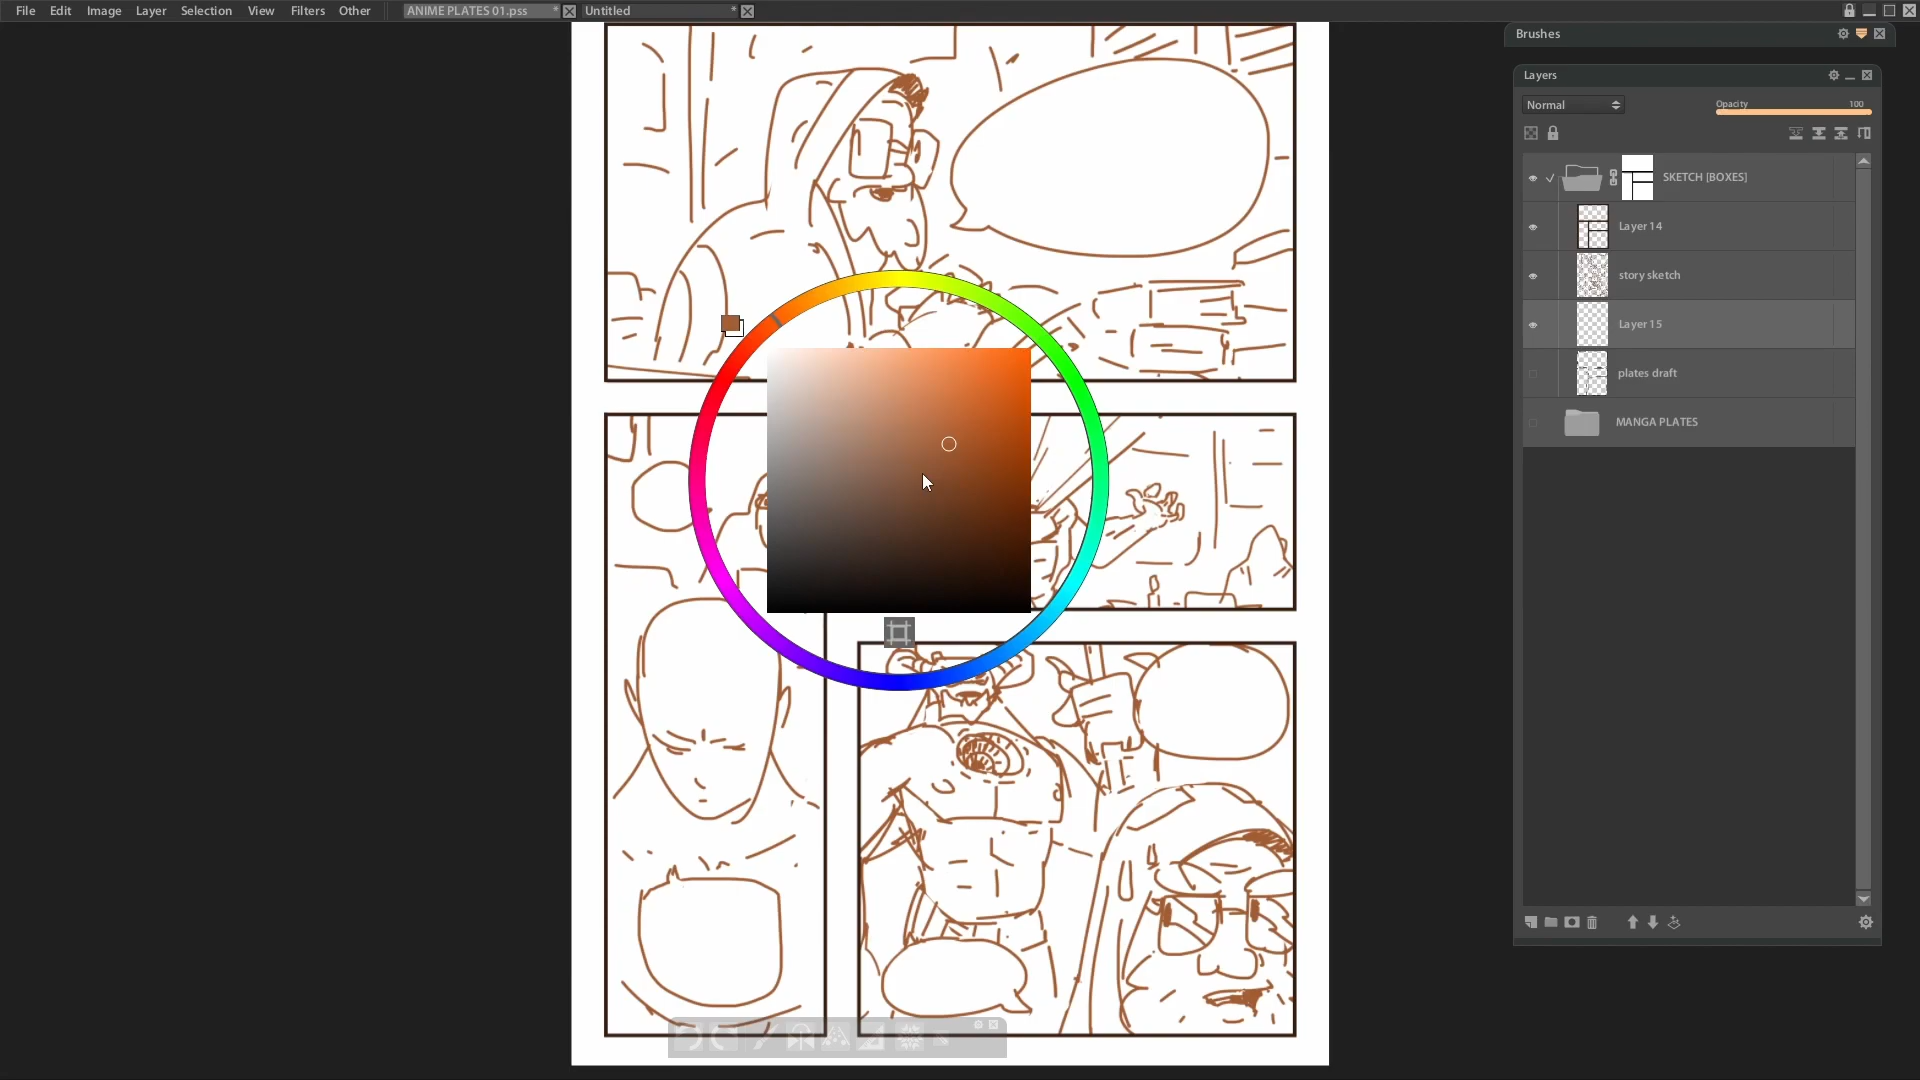 File Edit Image Layer Selection View Filters Other ANIME PLATES 01.pss * Untitled *
Brushes
Layers
Normal Opacity 100
SKETCH [BOXES]
Layer 14
story sketch
Layer 15
plates draft
MANGA PLATES